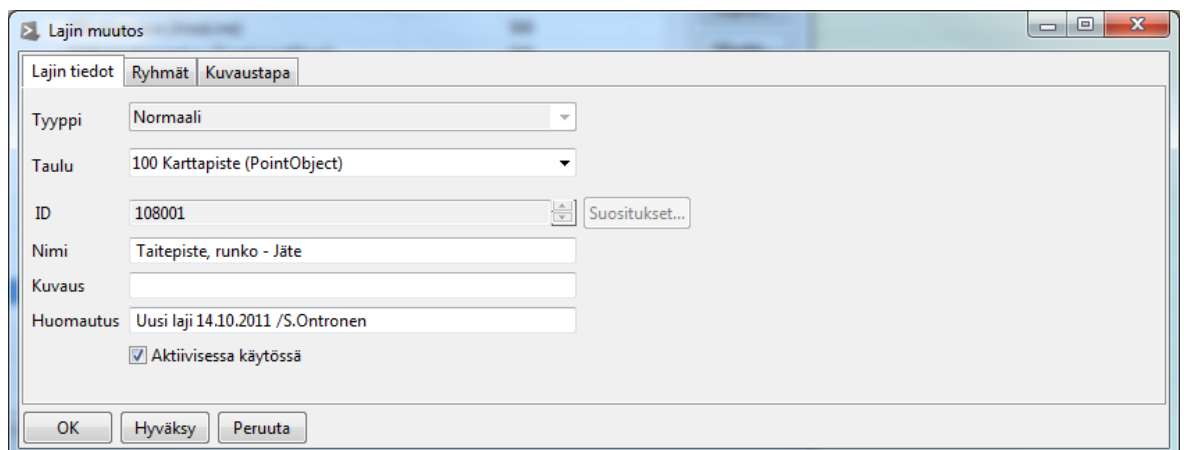 Lajin muutos
Lajin tiedot Ryhmät Kuvaustapa
Tyyppi Normaali
Taulu 100 Karttapiste (PointObject)
ID 108001 Suositukset...
Nimi Taitepiste, runko - Jäte
Kuvaus
Huomautus Uusi laji 14.10.2011 /S.Ontronen
Aktiivisessa käytössä
OK Hyväksy Peruuta